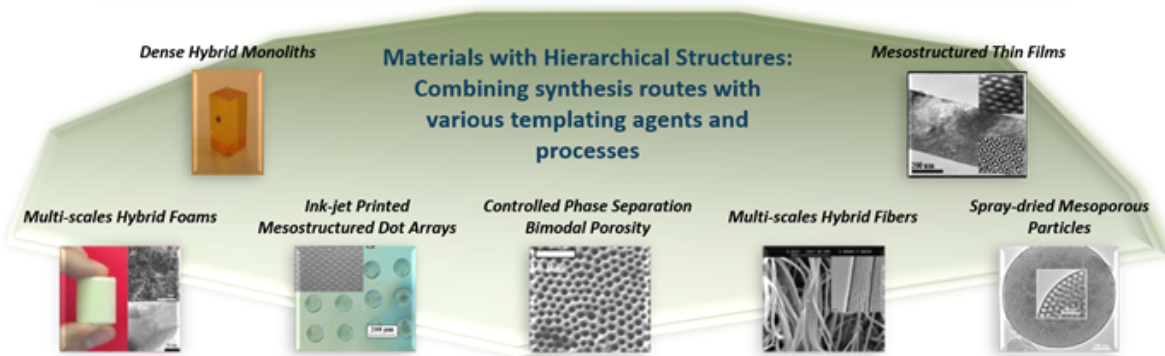 Dense Hybrid Monoliths
Materials with Hierarchical Structures:
Combining synthesis routes with
various templating agents and
processes
Mesostructured Thin Films
200 nm
Multi-scales Hybrid Foams
Ink-jet Printed
Mesostructured Dot Arrays
Controlled Phase Separation
Bimodal Porosity
Multi-scales Hybrid Fibers
Spray-dried Mesoporous
Particles
200 µm